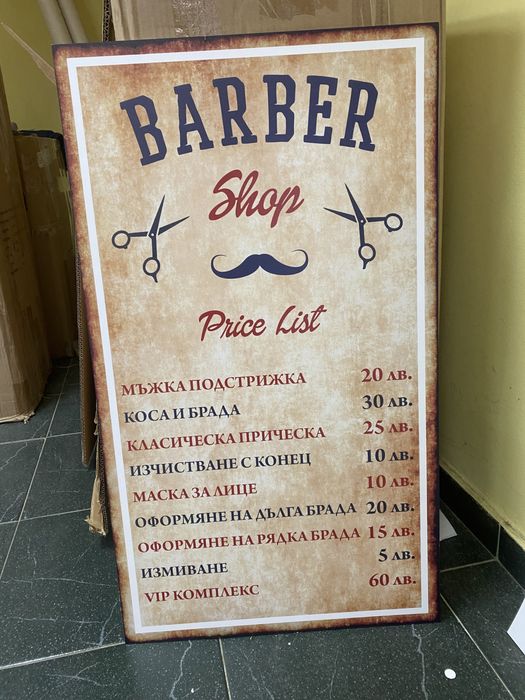 BARBER
Shop
Price List
МЪЖКА ПОДСТРИЖКА 20 лв.
КОСА И БРАДА 30 лв.
КЛАСИЧЕСКА ПРИЧЕСКА 25 лв.
ИЗЧИСТВАНЕ С КОНЕЦ 10 лв.
МАСКА ЗА ЛИЦЕ 10 лв.
ОФОРМЯНЕ НА ДЪЛГА БРАДА 20 лв.
ОФОРМЯНЕ НА РЯДКА БРАДА 15 лв.
ИЗМИВАНЕ 5 лв.
VIP КОМПЛЕКС 60 лв.